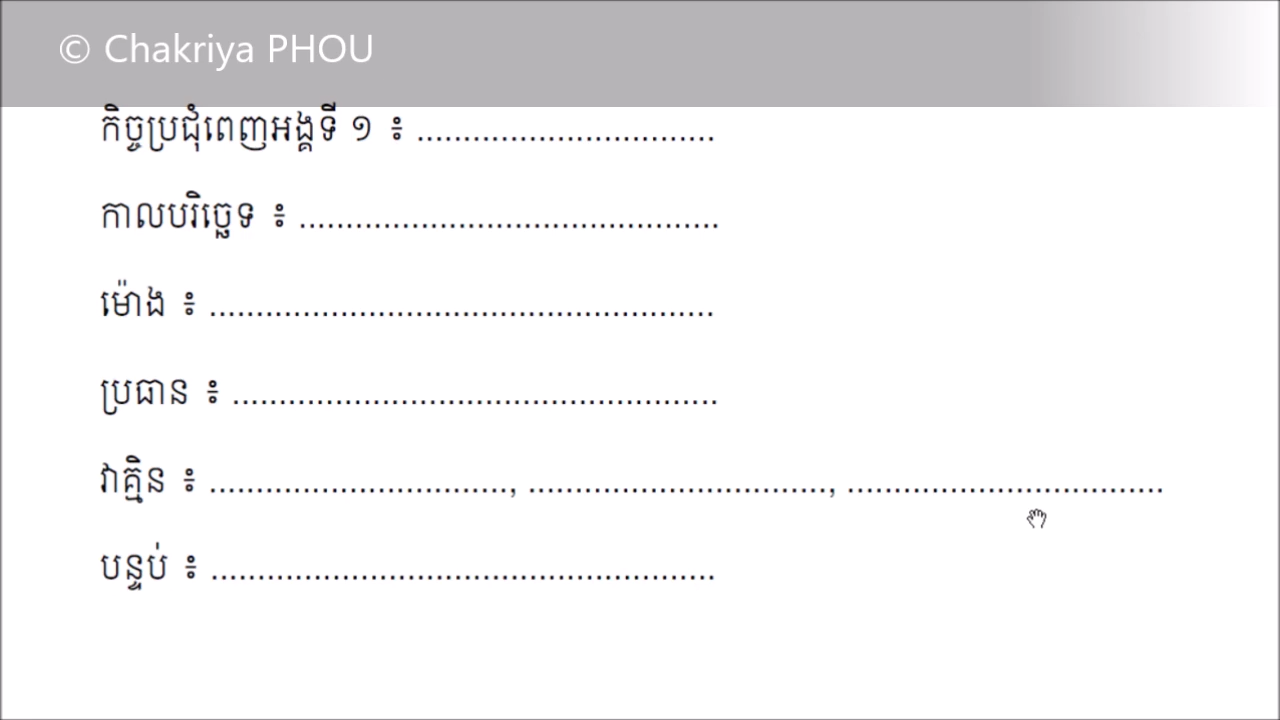 © Chakriya PHOU
កិច្ចប្រជុំពេញអង្គទី ១ ៖ ................................
កាលបរិច្ឆេទ ៖ .............................................
ម៉ោង ៖ ......................................................
ប្រធាន ៖ ....................................................
វាគ្មិន ៖ ................................, ................................, ..................................
បន្ទប់ ៖ ......................................................